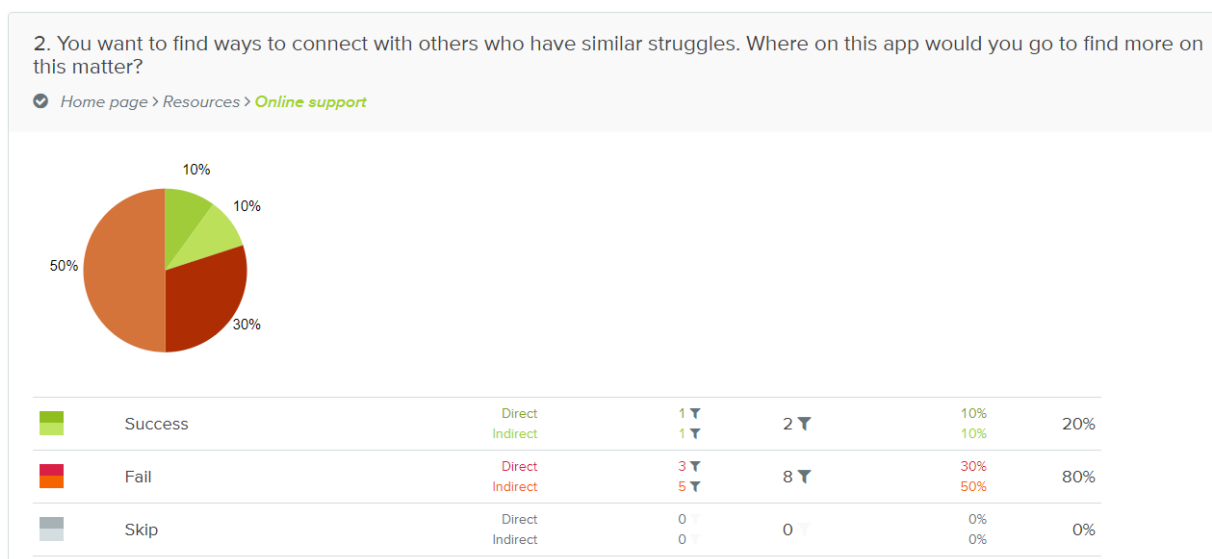 2. You want to find ways to connect with others who have similar struggles. Where on this app would you go to find more on
this matter?
Home page > Resources > Online support
10%
10%
50%
30%
Success Direct 1 2 10% 20%
Indirect 1 10%
Fail Direct 3 8 30% 80%
Indirect 5 50%
Skip Direct 0 0 0% 0%
Indirect 0 0%